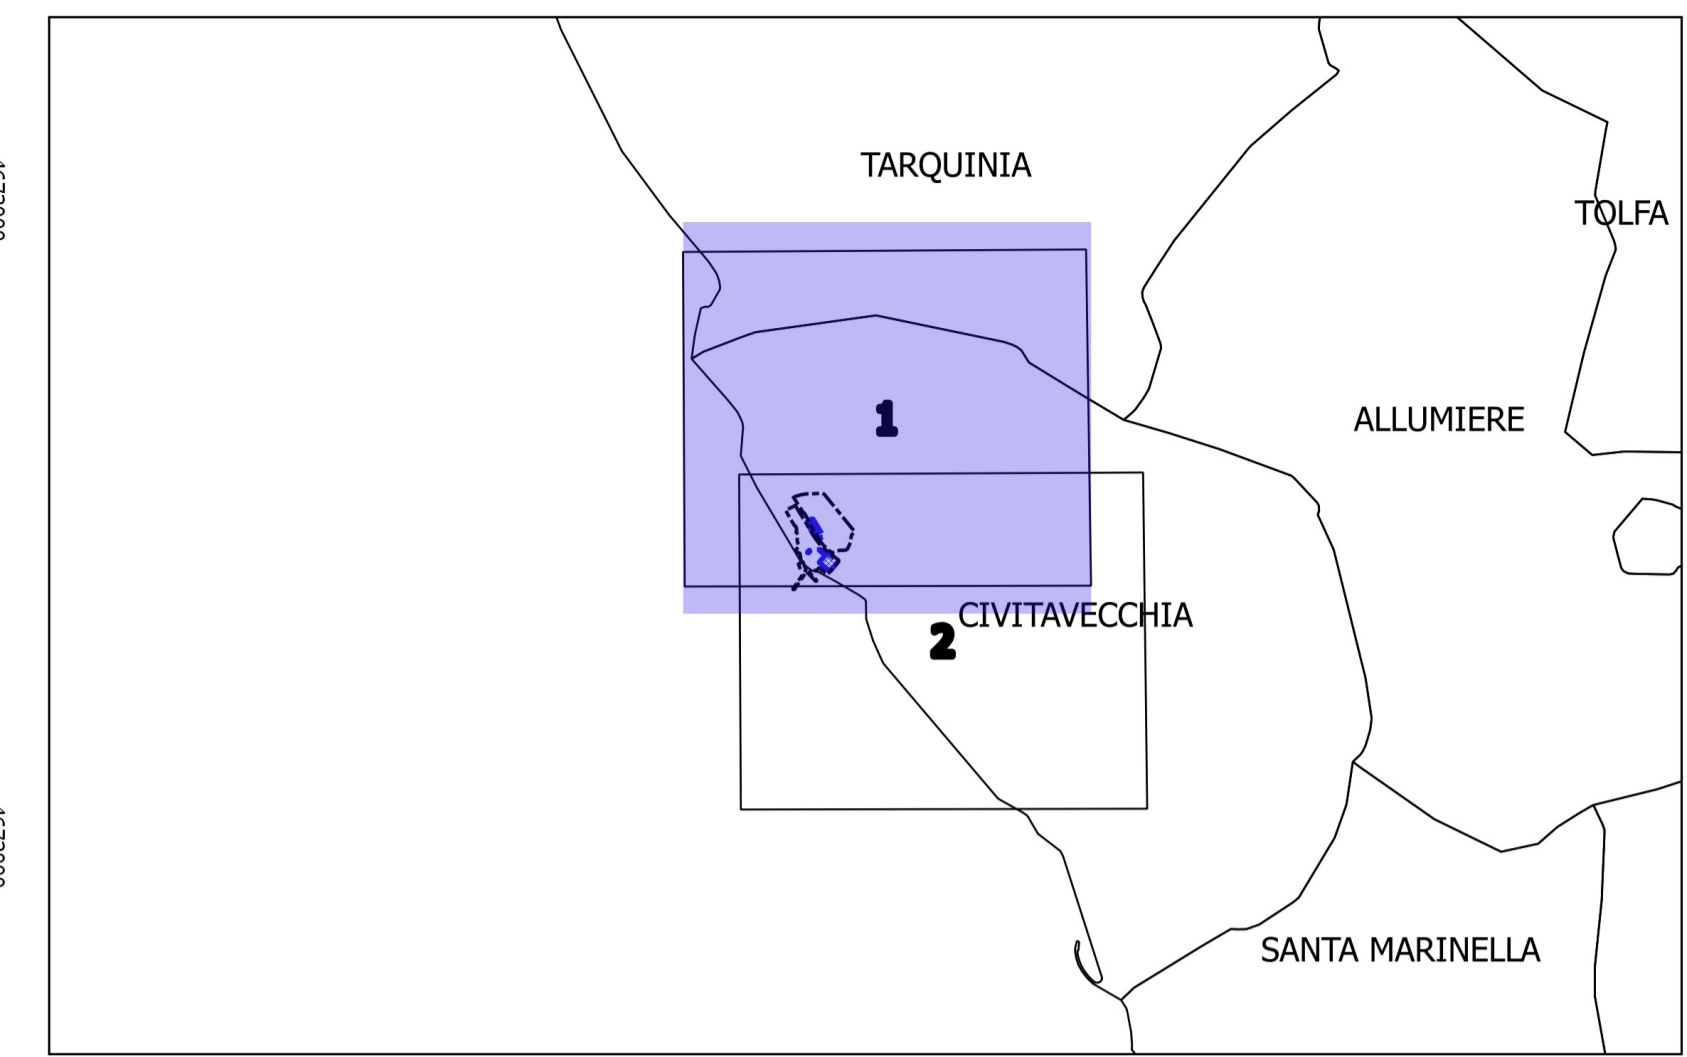 TARQUINIA
TOLFA
1
ALLUMIERE
CIVITAVECCHIA
2
SANTA MARINELLA